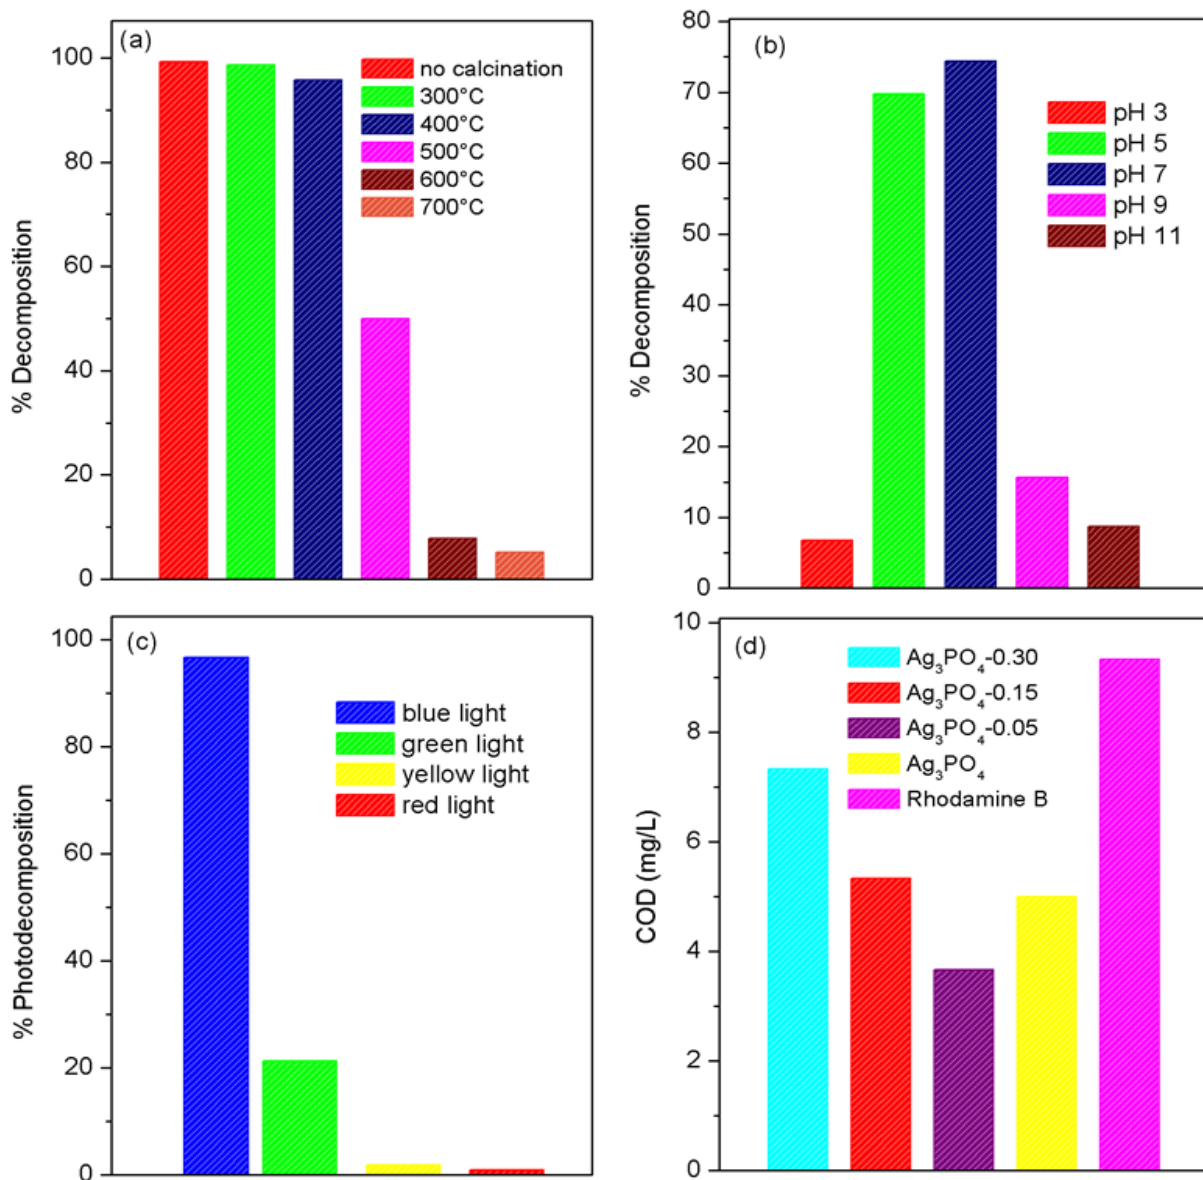 (a)
no calcination
300°C
400°C
500°C
600°C
700°C
100
80
60
40
20
0
% Decomposition
(b)
pH 3
pH 5
pH 7
pH 9
pH 11
80
70
60
50
40
30
20
10
0
% Decomposition
(c)
blue light
green light
yellow light
red light
100
80
60
40
20
0
% Photodecomposition
(d)
Ag₃PO₄-0.30
Ag₃PO₄-0.15
Ag₃PO₄-0.05
Ag₃PO₄
Rhodamine B
10
8
6
4
2
0
COD (mg/L)